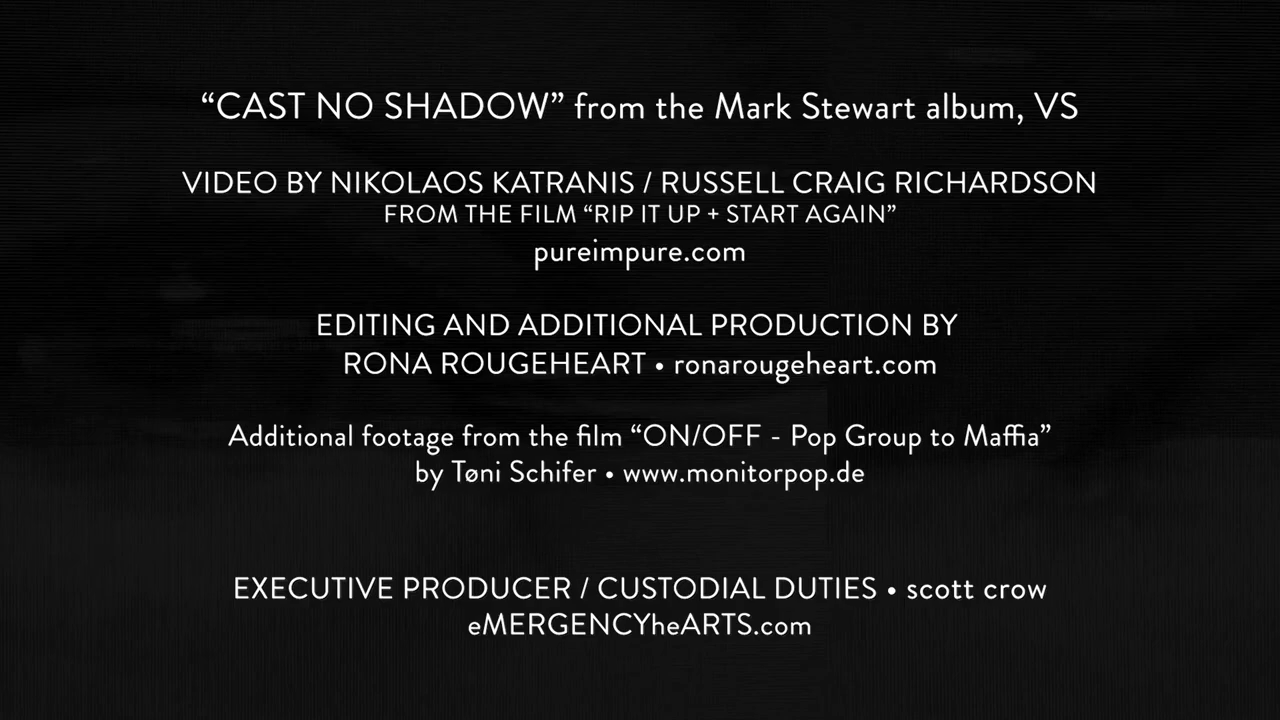 “CAST NO SHADOW” from the Mark Stewart album, VS
VIDEO BY NIKOLAOS KATRANIS / RUSSELL CRAIG RICHARDSON
FROM THE FILM “RIP IT UP + START AGAIN”
pureimpure.com
EDITING AND ADDITIONAL PRODUCTION BY
RONA ROUGEHEART • ronarougeheart.com
Additional footage from the film “ON/OFF - Pop Group to Maffia”
by Tøni Schifer • www.monitorpop.de
EXECUTIVE PRODUCER / CUSTODIAL DUTIES • scott crow
eMERGENCYheARTS.com